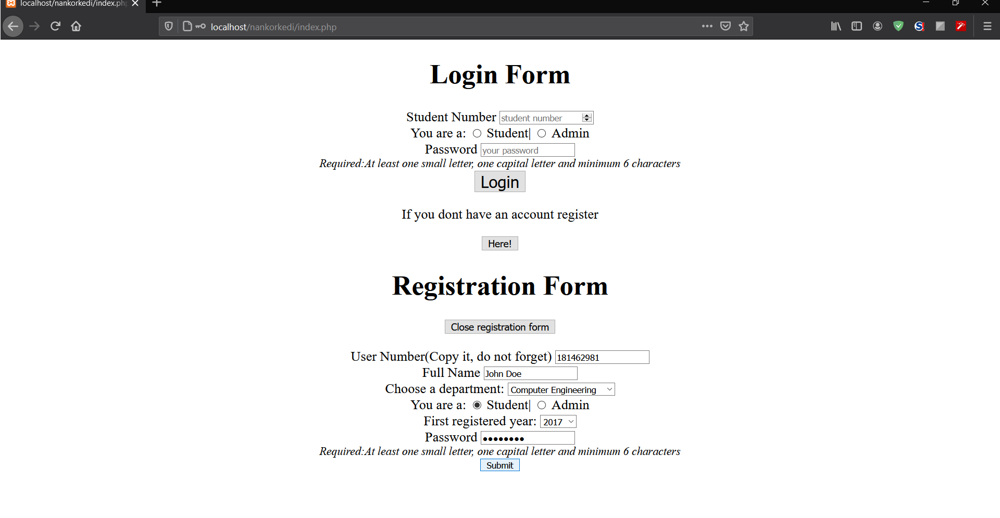 localhost/nankorkedi/index.php
localhost/nankorkedi/index.php
Login Form
Student Number student number
You are a: Student| Admin
Password your password
Required:At least one small letter, one capital letter and minimum 6 characters
Login
If you dont have an account register
Here!
Registration Form
Close registration form
User Number(Copy it, do not forget) 181462981
Full Name John Doe
Choose a department: Computer Engineering
You are a: Student| Admin
First registered year: 2017
Password ●●●●●●●●
Required:At least one small letter, one capital letter and minimum 6 characters
Submit